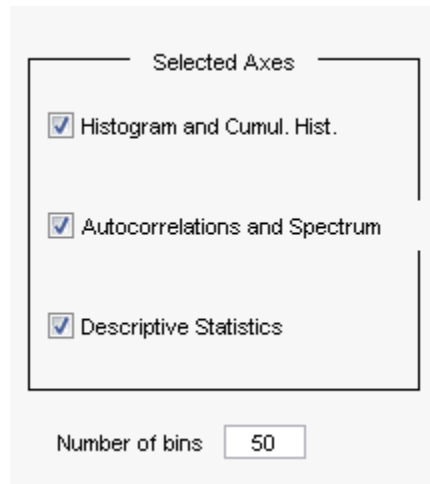 Selected Axes
Histogram and Cumul. Hist.
Autocorrelations and Spectrum
Descriptive Statistics
Number of bins 50